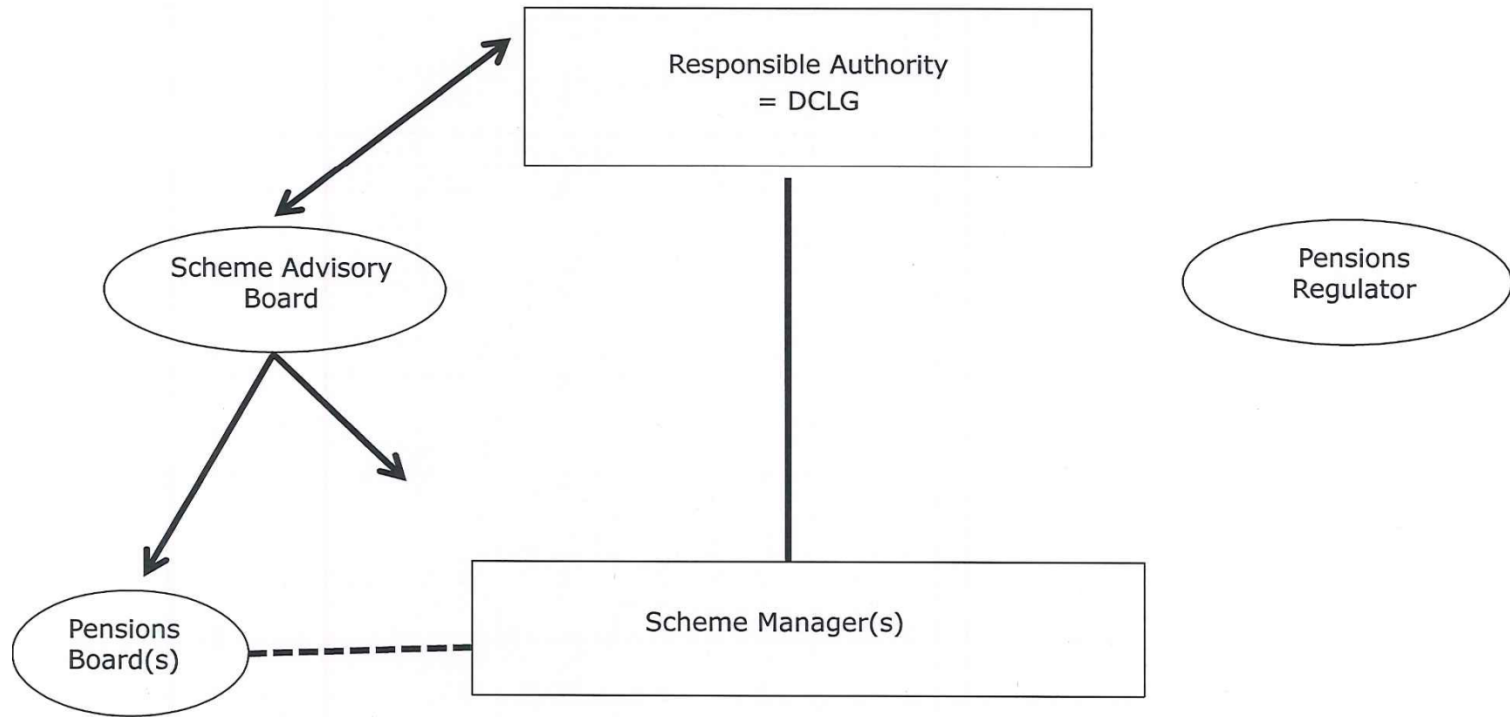 Responsible Authority
= DCLG
Scheme Advisory
Board
Pensions
Regulator
Scheme Manager(s)
Pensions
Board(s)